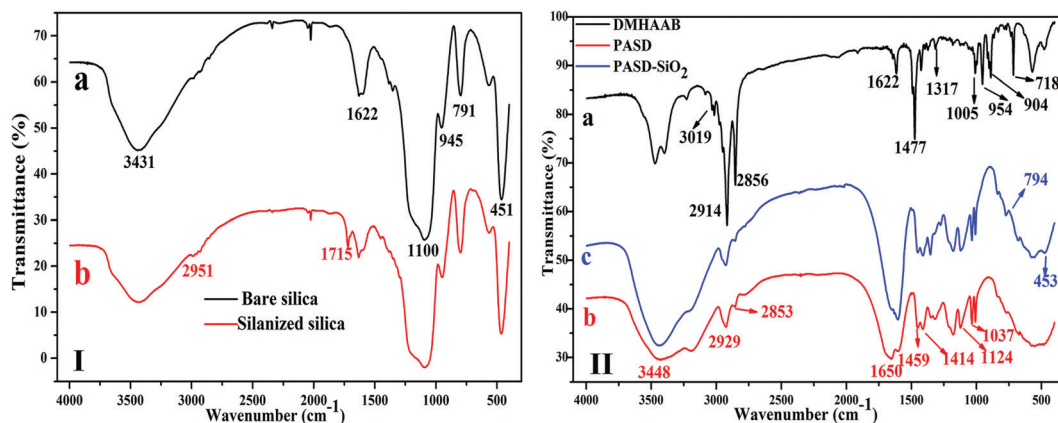 Transmittance (%)
70
60
50
40
30
20
10
0
a
b
I
3431
1622
1100
945
791
451
2951
1715
Bare silica
Silanized silica
4000 3500 3000 2500 2000 1500 1000 500
Wavenumber (cm⁻¹)
Transmittance (%)
100
90
80
70
60
50
40
30
DMHAAB
PASD
PASD-SiO₂
a
c
b
II
3019
2914
2856
1622
1477
1317
1005
954
904
718
794
453
3448
2929
2853
1650
1459
1414
1124
1037
4000 3500 3000 2500 2000 1500 1000 500
Wavenumber (cm⁻¹)